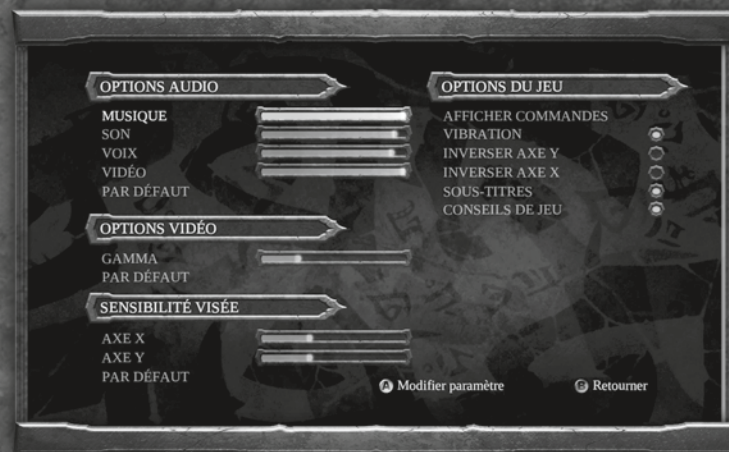 OPTIONS AUDIO
MUSIQUE
SON
VOIX
VIDÉO
PAR DÉFAUT
OPTIONS VIDÉO
GAMMA
PAR DÉFAUT
SENSIBILITÉ VISÉE
AXE X
AXE Y
PAR DÉFAUT
OPTIONS DU JEU
AFFICHER COMMANDES
VIBRATION
INVERSER AXE Y
INVERSER AXE X
SOUS-TITRES
CONSEILS DE JEU
A Modifier paramètre
B Retourner